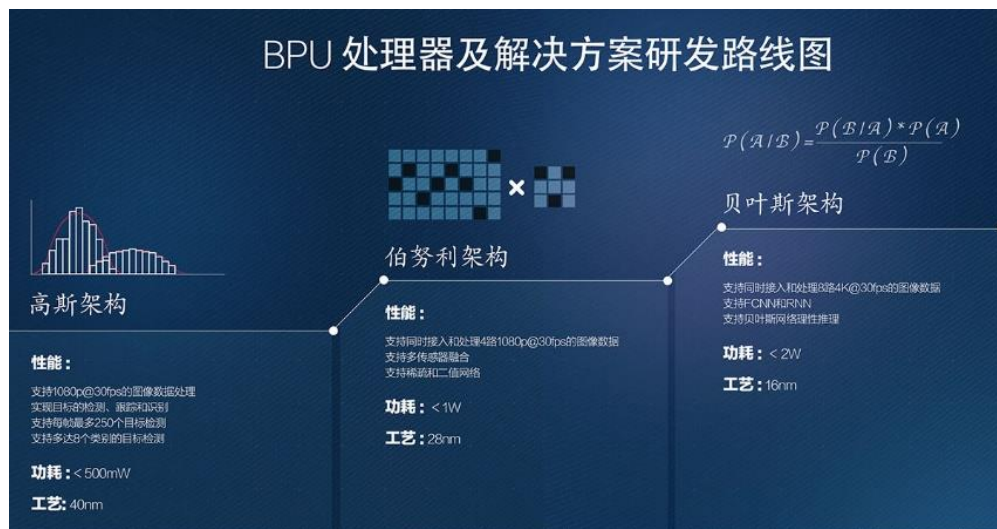 BPU 处理器及解决方案研发路线图
高斯架构
性能：
支持1080p@30fps的图像数据处理
实现目标的检测、跟踪和识别
支持每帧最多250个目标检测
支持多达8个类别的目标检测
功耗：< 500mW
工艺: 40nm
×
伯努利架构
性能：
支持同时接入和处理4路1080p@30fps的图像数据
支持多传感器融合
支持稀疏和二值网络
功耗：< 1W
工艺：28nm
P(A/B)=P(B/A)*P(A)
P(B)
贝叶斯架构
性能：
支持同时接入和处理8路4K@30fps的图像数据
支持FCNN和RNN
支持贝叶斯网络理性推理
功耗：< 2W
工艺：16nm